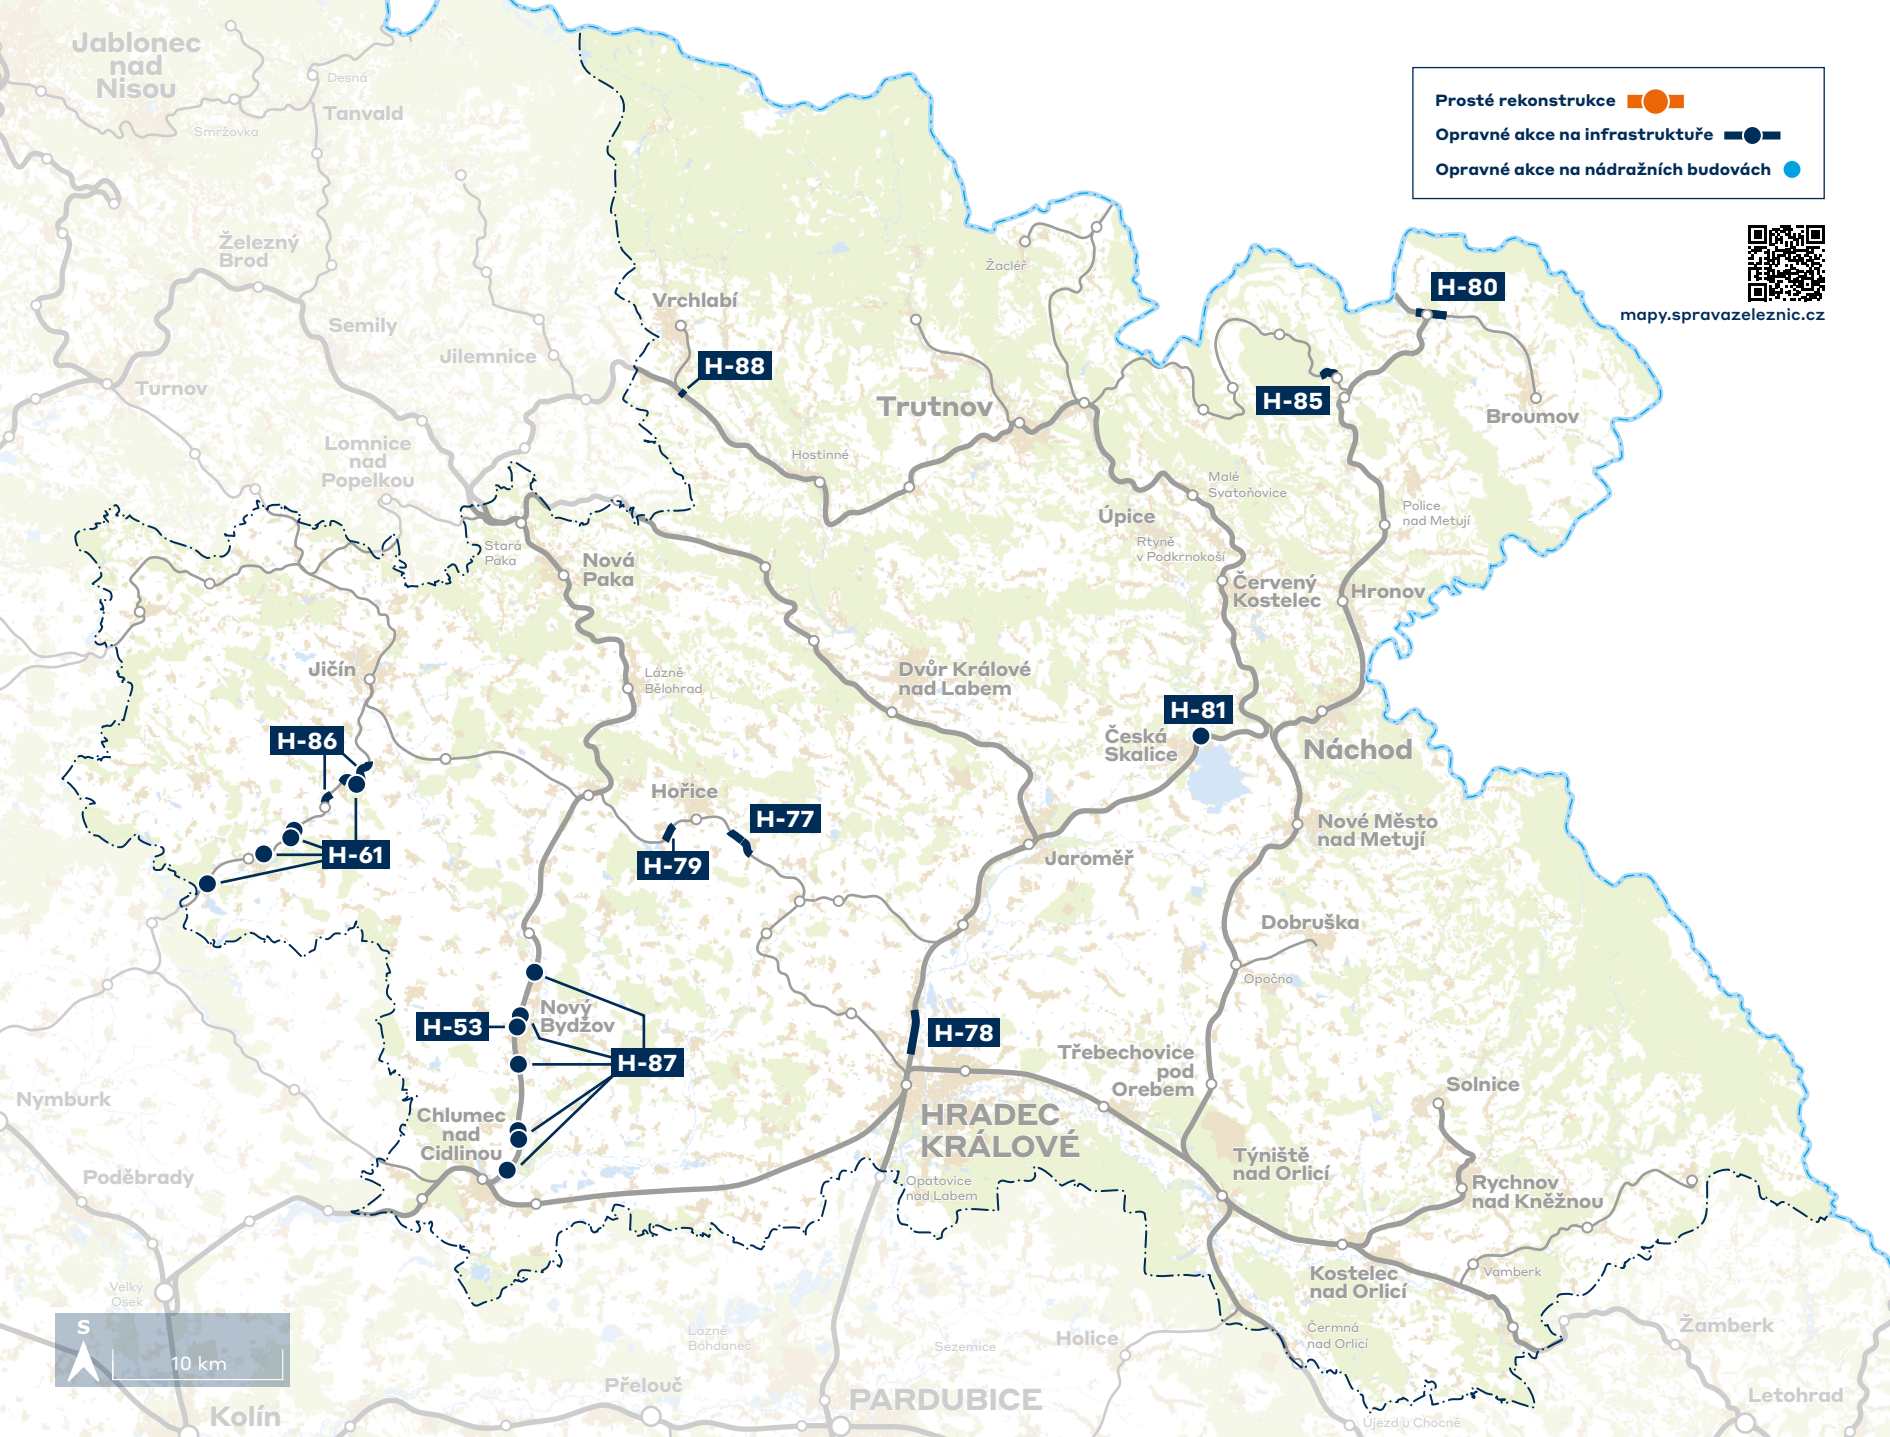 Jablonec
nad
Nisou
Desná
Tanvald
Smržovka
Prosté rekonstrukce
Opravné akce na infrastruktuře
Opravné akce na nádražních budovách
mapy.spravazeleznic.cz
Železný
Brod
Žacléř
Semily
Vrchlabí
Jilemnice
H-80
H-88
H-85
Turnov
Trutnov
Broumov
Lomnice
nad
Popelkou
Hostinné
Malé
Svatoňovice
Úpice
Police
nad Metují
Rtyně
v Podkrkonoší
Stará
Paka
Nová
Paka
Červený
Kostelec
Hronov
Jičín
Lázně
Bělohrad
Dvůr Králové
nad Labem
H-81
Česká
Skalice
Náchod
H-86
Hořice
H-77
H-79
Nové Město
nad Metují
Jaroměř
H-61
Dobruška
Opočno
Nový
Bydžov
H-53
H-87
H-78
Třebechovice
pod
Orebem
Solnice
Nymburk
Chlumec
nad
Cidlinou
HRADEC
KRÁLOVÉ
Týniště
nad Orlicí
Poděbrady
Opatovice
nad Labem
Rychnov
nad Kněžnou
Vamberk
Kostelec
nad Orlicí
Velký
Osek
S
10 km
Lázně
Bohdaneč
Sezemice
Holice
Čermná
nad Orlicí
Žamberk
Přelouč
PARDUBICE
Letohrad
Kolín
Újezd u Chocně